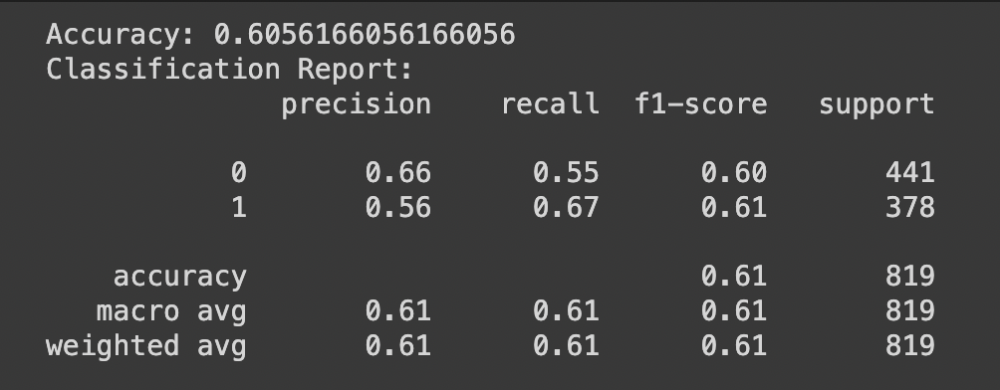 Accuracy: 0.6056166056166056
Classification Report:
precision recall f1-score support
0 0.66 0.55 0.60 441
1 0.56 0.67 0.61 378
accuracy 0.61 819
macro avg 0.61 0.61 0.61 819
weighted avg 0.61 0.61 0.61 819